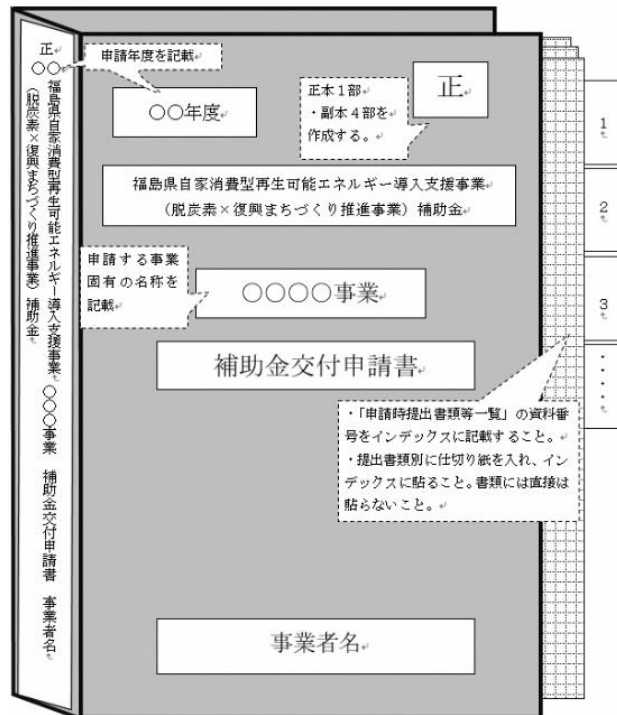 正
〇〇
福島県自家消費型再生可能エネルギー導入支援事業
(脱炭素×復興まちづくり推進事業)補助金
〇〇〇事業
補助金交付申請書
事業者名
申請年度を記載
〇〇年度
正本1部
・副本4部を
作成する。
正
福島県自家消費型再生可能エネルギー導入支援事業
(脱炭素×復興まちづくり推進事業)補助金
申請する事業
固有の名称を
記載
〇〇〇〇事業
補助金交付申請書
・「申請時提出書類等一覧」の資料番
号をインデックスに記載すること。
・提出書類別に仕切り紙を入れ、イン
デックスに貼ること。書類には直接は
貼らないこと。
事業者名
1
2
3
・・・・